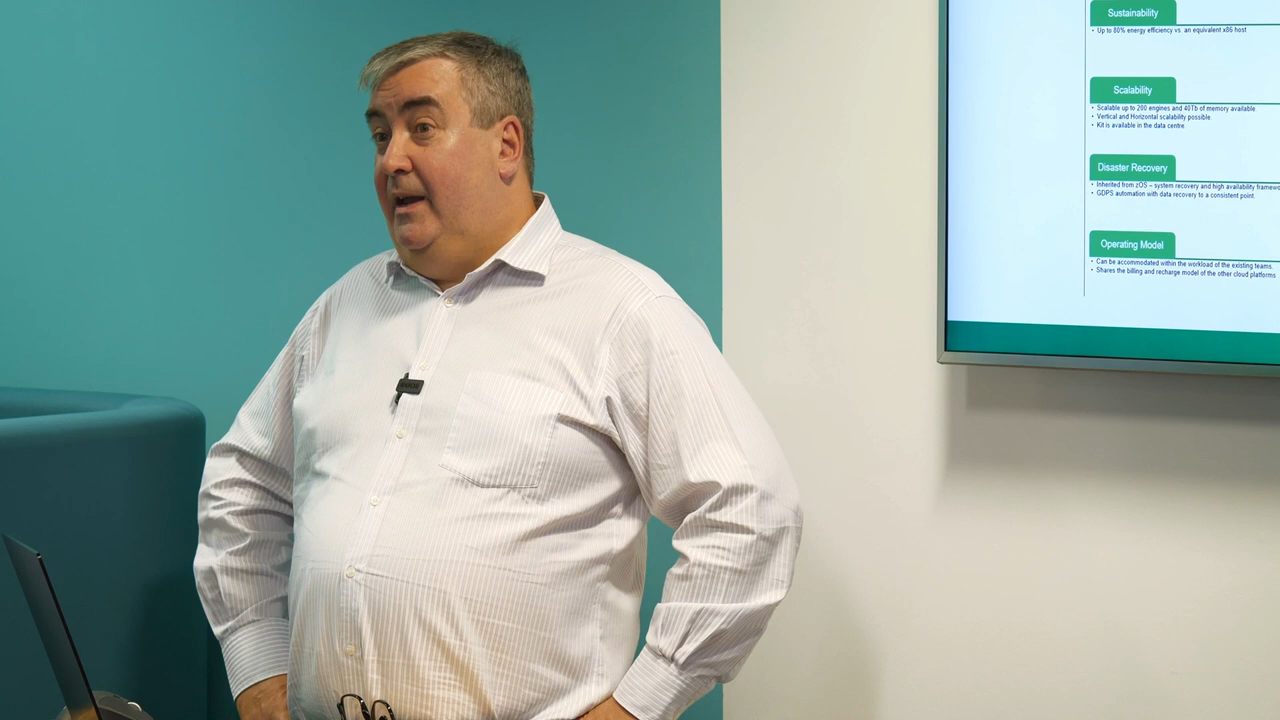 Sustainability
• Up to 80% energy efficiency vs. an equivalent x86 host
Scalability
• Scalable up to 200 engines and 40Tb of memory available
• Vertical and Horizontal scalability possible
• Kit is available in the data centre
Disaster Recovery
• Inherited from zOS – system recovery and high availability framewo
• GDPS automation with data recovery to a consistent point
Operating Model
• Can be accommodated within the workload of the existing teams
• Shares the billing and recharge model of the other cloud platforms